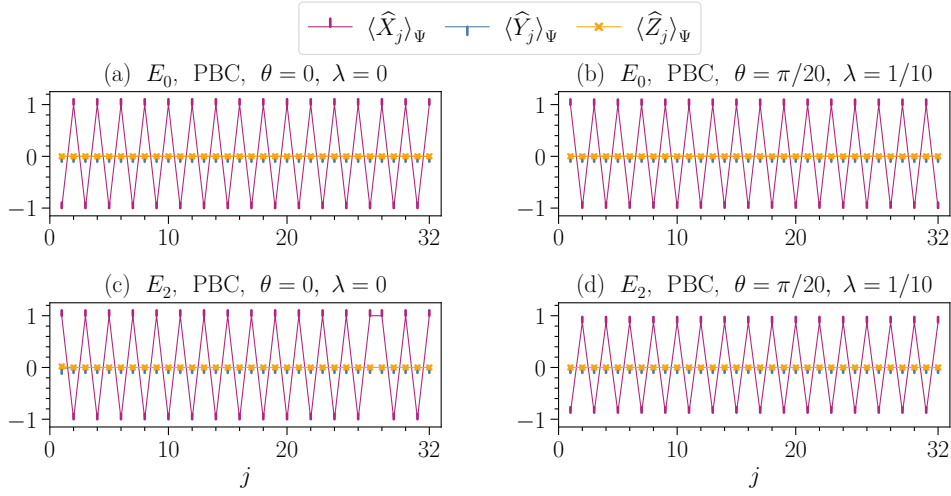 ⟨X̂_j⟩_Ψ ⟨Ŷ_j⟩_Ψ ⟨Ẑ_j⟩_Ψ
(a) E_0, PBC, θ = 0, λ = 0
(b) E_0, PBC, θ = π/20, λ = 1/10
1
0
−1
0 10 20 32
1
0
−1
0 10 20 32
(c) E_2, PBC, θ = 0, λ = 0
(d) E_2, PBC, θ = π/20, λ = 1/10
1
0
−1
0 10 20 32
j
1
0
−1
0 10 20 32
j